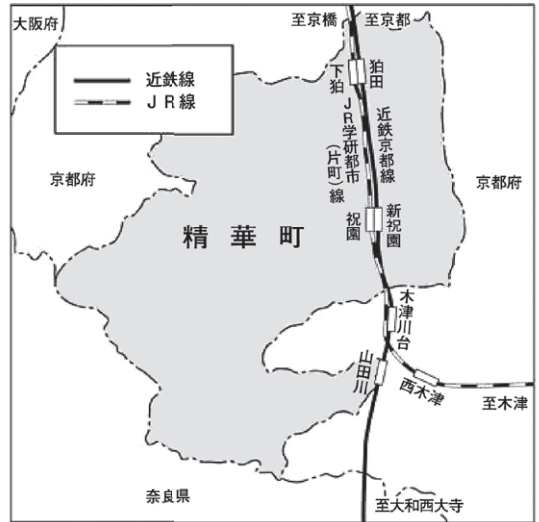 大阪府
至京橋
至京都
近鉄線
JR線
下狛
狛田
JR学研都市
(片町)線
近鉄京都線
京都府
京都府
祝園
新祝園
精華町
木津川台
山田川
西木津
至木津
奈良県
至大和西大寺